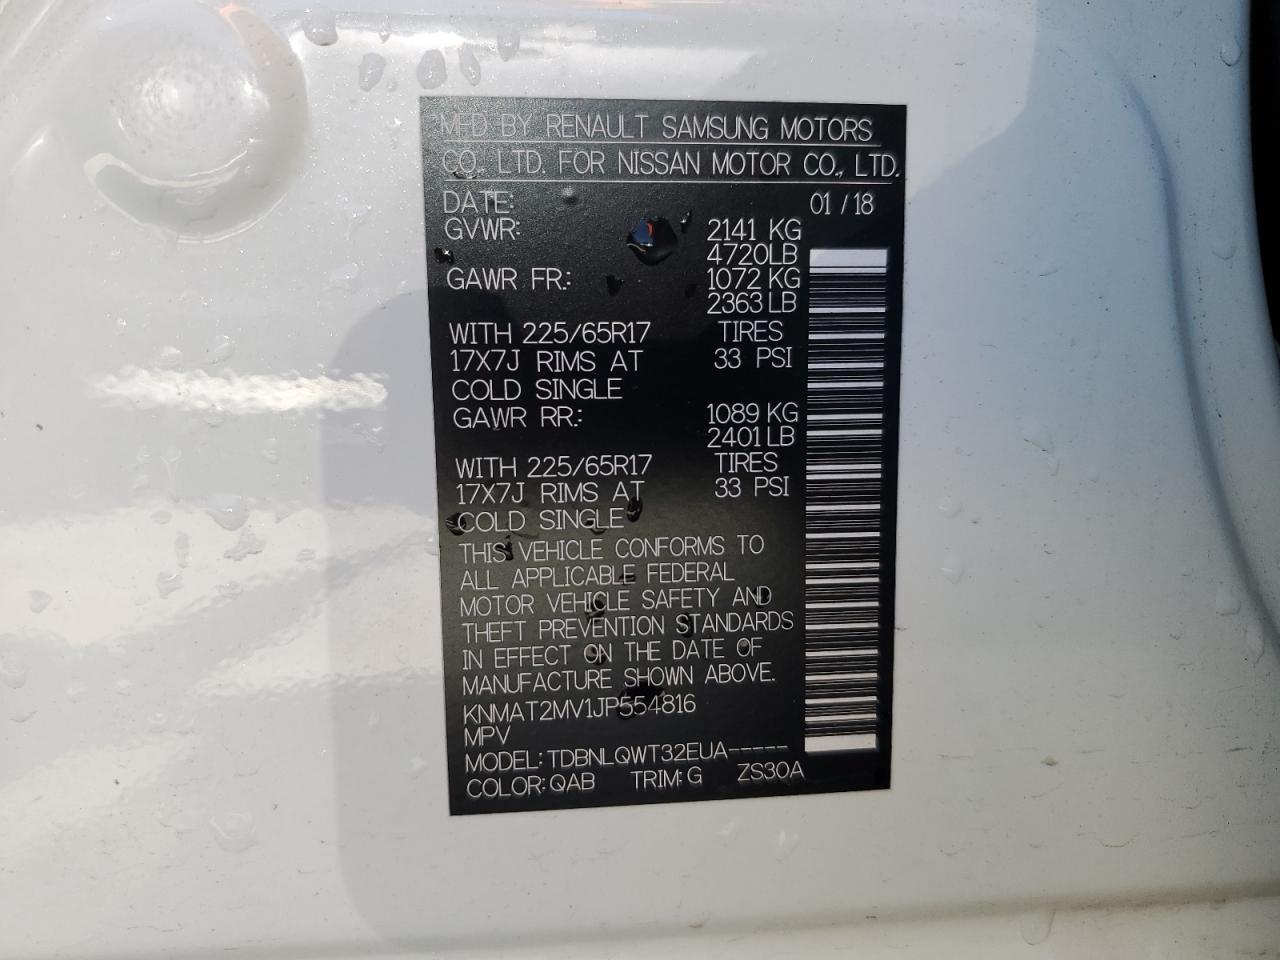 MFD BY RENAULT SAMSUNG MOTORS
CO., LTD. FOR NISSAN MOTOR CO., LTD.
DATE: 01 / 18
GVWR: 2141 KG
4720LB
GAWR FR.: 1072 KG
2363 LB
WITH 225/65R17 TIRES
17X7J RIMS AT 33 PSI
COLD SINGLE
GAWR RR.: 1089 KG
2401 LB
WITH 225/65R17 TIRES
17X7J RIMS AT 33 PSI
COLD SINGLE
THIS VEHICLE CONFORMS TO
ALL APPLICABLE FEDERAL
MOTOR VEHICLE SAFETY AND
THEFT PREVENTION STANDARDS
IN EFFECT ON THE DATE OF
MANUFACTURE SHOWN ABOVE.
KNMAT2MV1JP554816
MPV
MODEL: TDBNLQWT32EUA-----
COLOR: QAB TRIM: G ZS30A